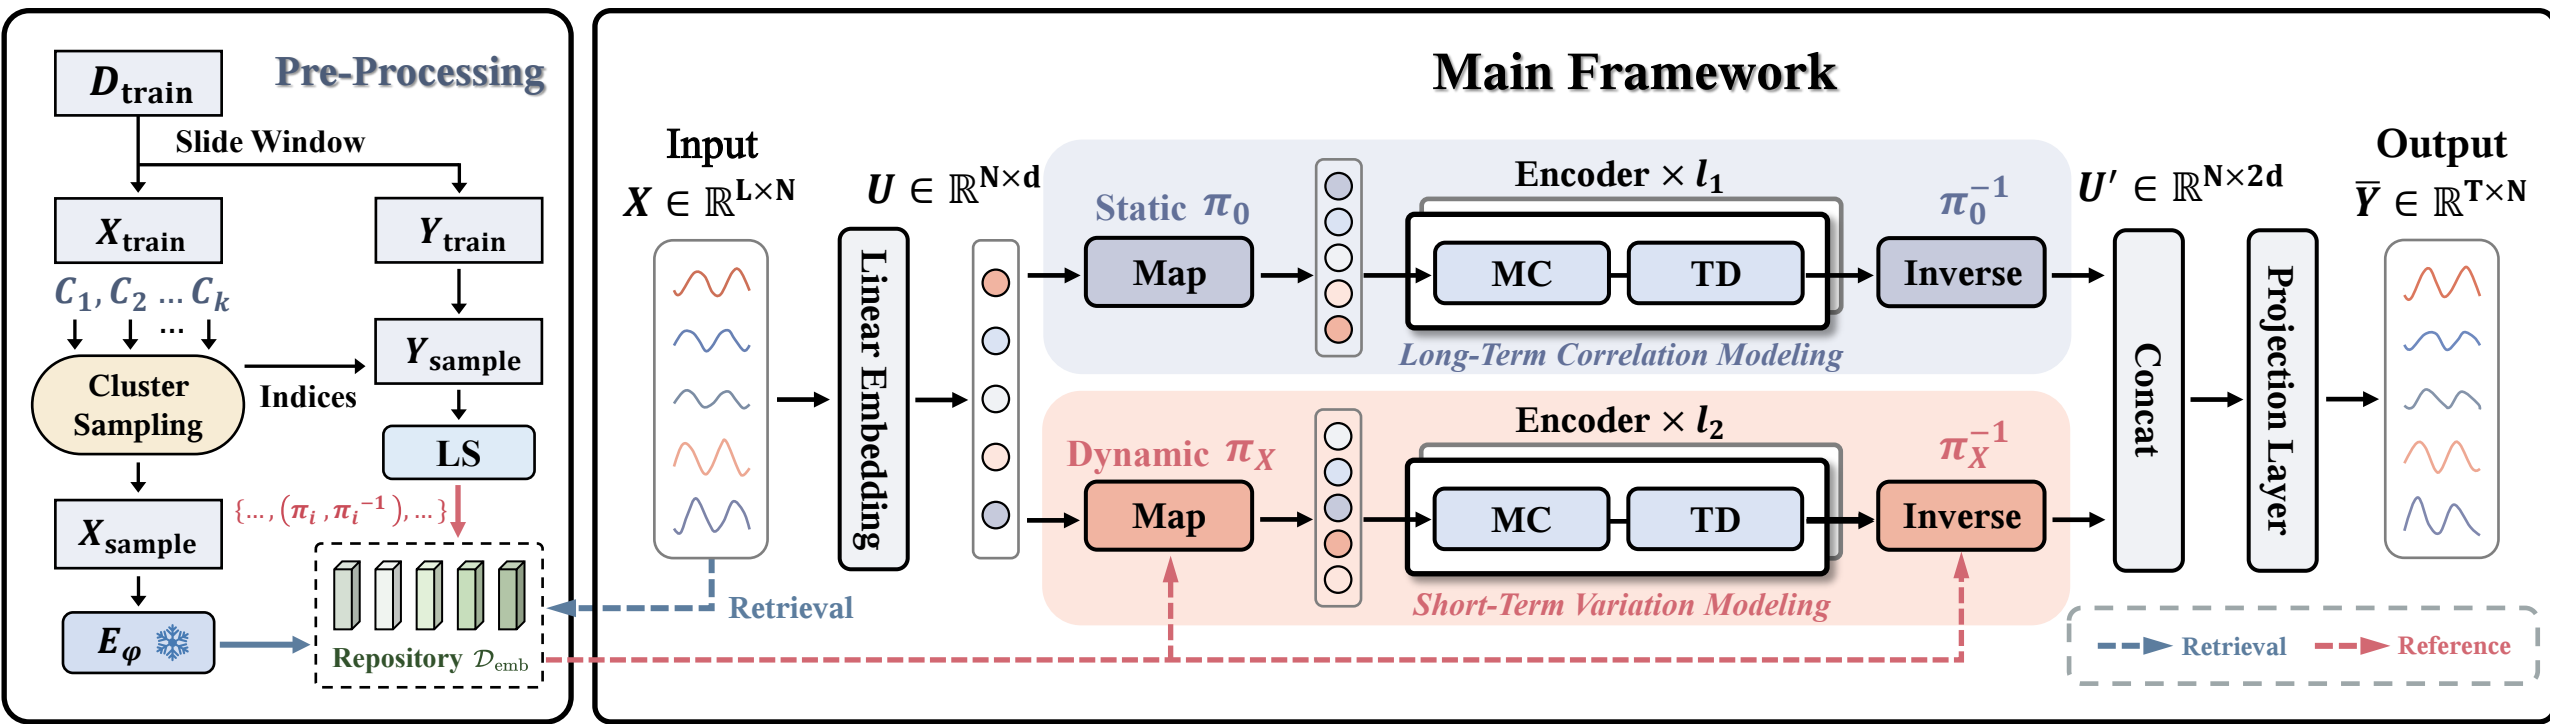 Pre-Processing
D_train
Slide Window
X_train
Y_train
C_1, C_2 ... C_k
...
Y_sample
Cluster
Sampling
Indices
LS
X_sample
{..., (π_i, π_i^{-1}), ...}
E_φ
Repository 𝒟_emb
Main Framework
Input
X ∈ ℝ^{L×N}
Retrieval
Linear Embedding
U ∈ ℝ^{N×d}
Static π_0
Map
Encoder × l_1
MC
TD
π_0^{-1}
Inverse
Long-Term Correlation Modeling
Dynamic π_X
Map
Encoder × l_2
MC
TD
π_X^{-1}
Inverse
Short-Term Variation Modeling
U′ ∈ ℝ^{N×2d}
Concat
Projection Layer
Output
Y̅ ∈ ℝ^{T×N}
Retrieval
Reference